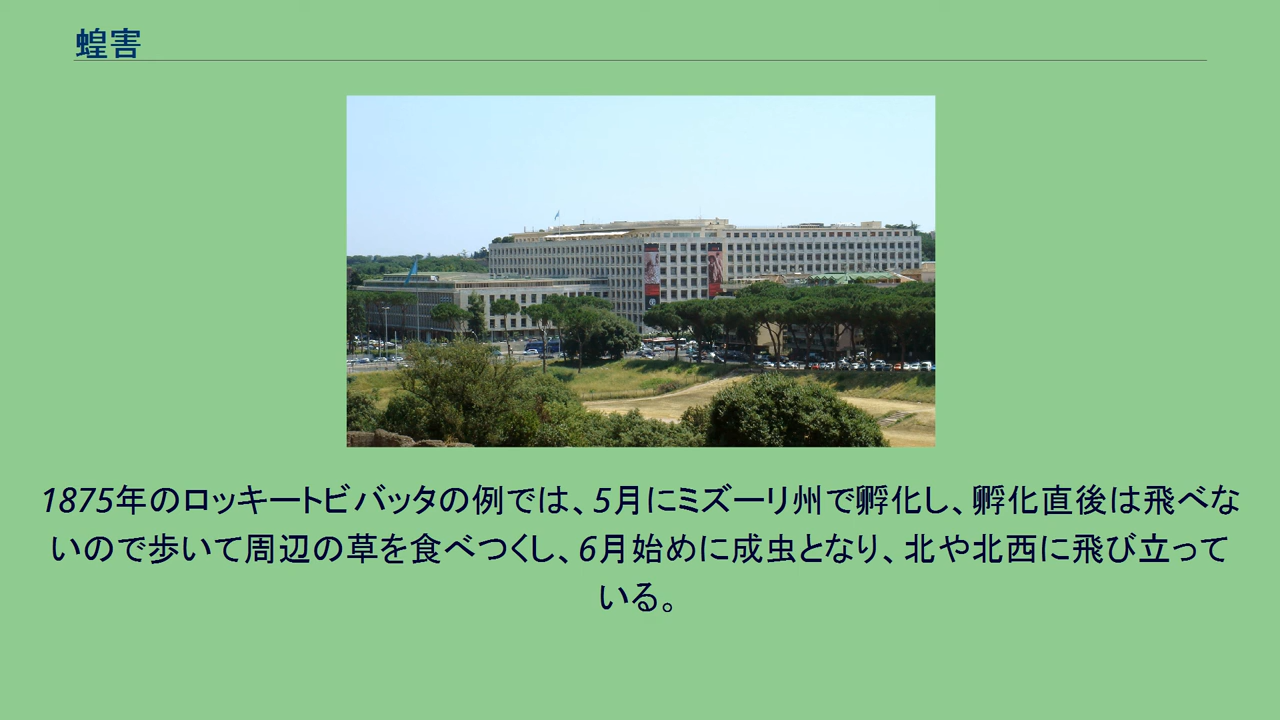 蝗害
1875年のロッキートビバッタの例では、5月にミズーリ州で孵化し、孵化直後は飛べな
いので歩いて周辺の草を食べつくし、6月始めに成虫となり、北や北西に飛び立って
いる。